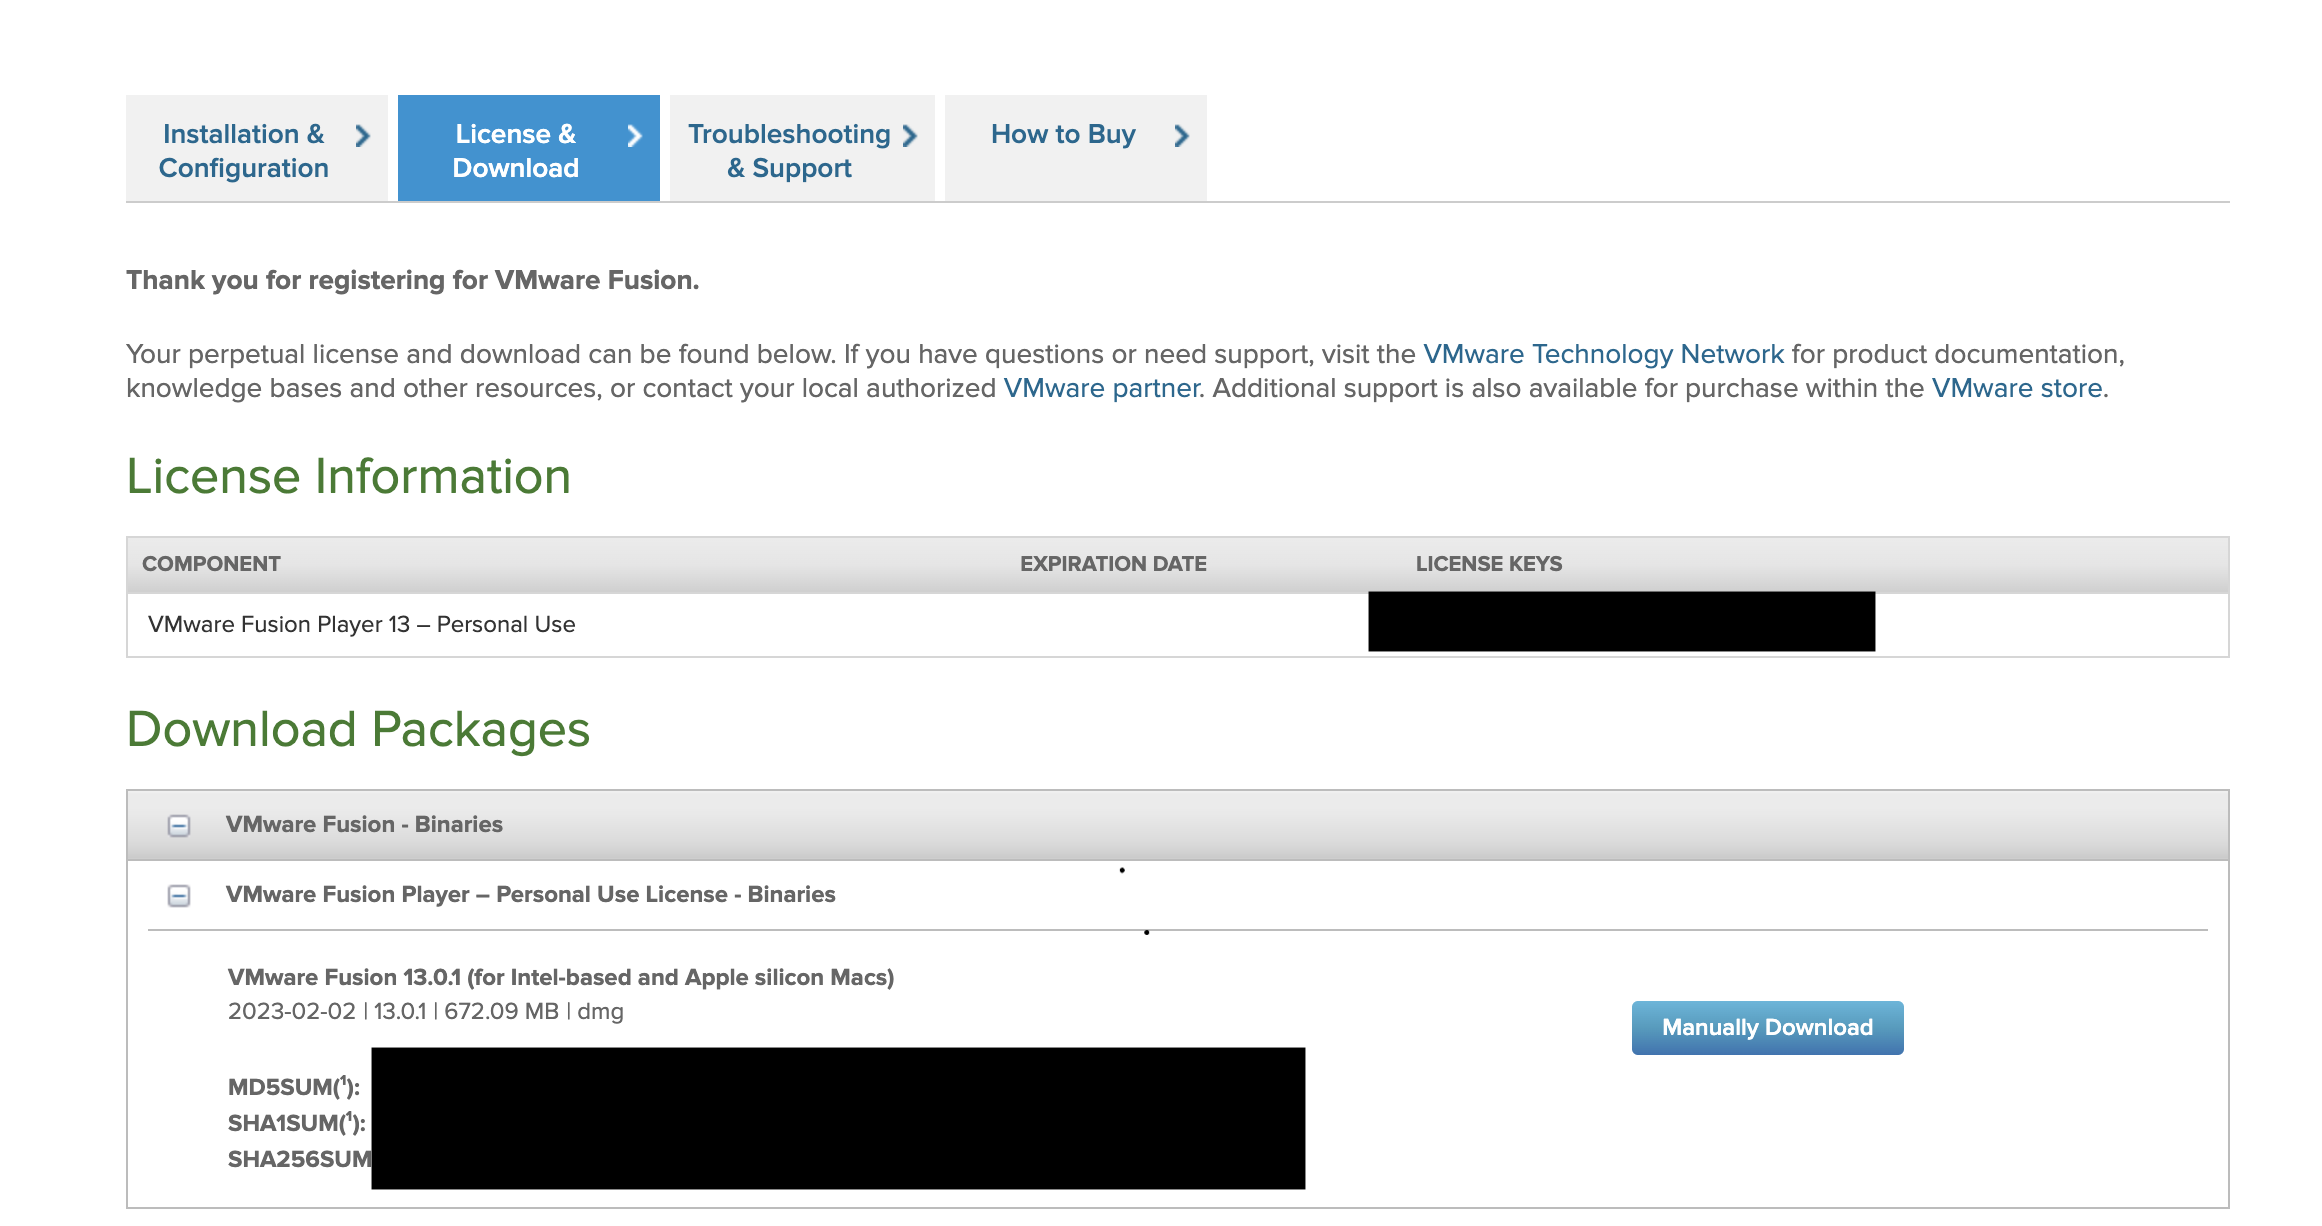 Installation & Configuration
License & Download
Troubleshooting & Support
How to Buy
Thank you for registering for VMware Fusion.
Your perpetual license and download can be found below. If you have questions or need support, visit the VMware Technology Network for product documentation,
knowledge bases and other resources, or contact your local authorized VMware partner. Additional support is also available for purchase within the VMware store.
License Information
COMPONENT EXPIRATION DATE LICENSE KEYS
VMware Fusion Player 13 – Personal Use
Download Packages
VMware Fusion - Binaries
VMware Fusion Player – Personal Use License - Binaries
VMware Fusion 13.0.1 (for Intel-based and Apple silicon Macs)
2023-02-02 | 13.0.1 | 672.09 MB | dmg
Manually Download
MD5SUM(¹):
SHA1SUM(¹):
SHA256SUM